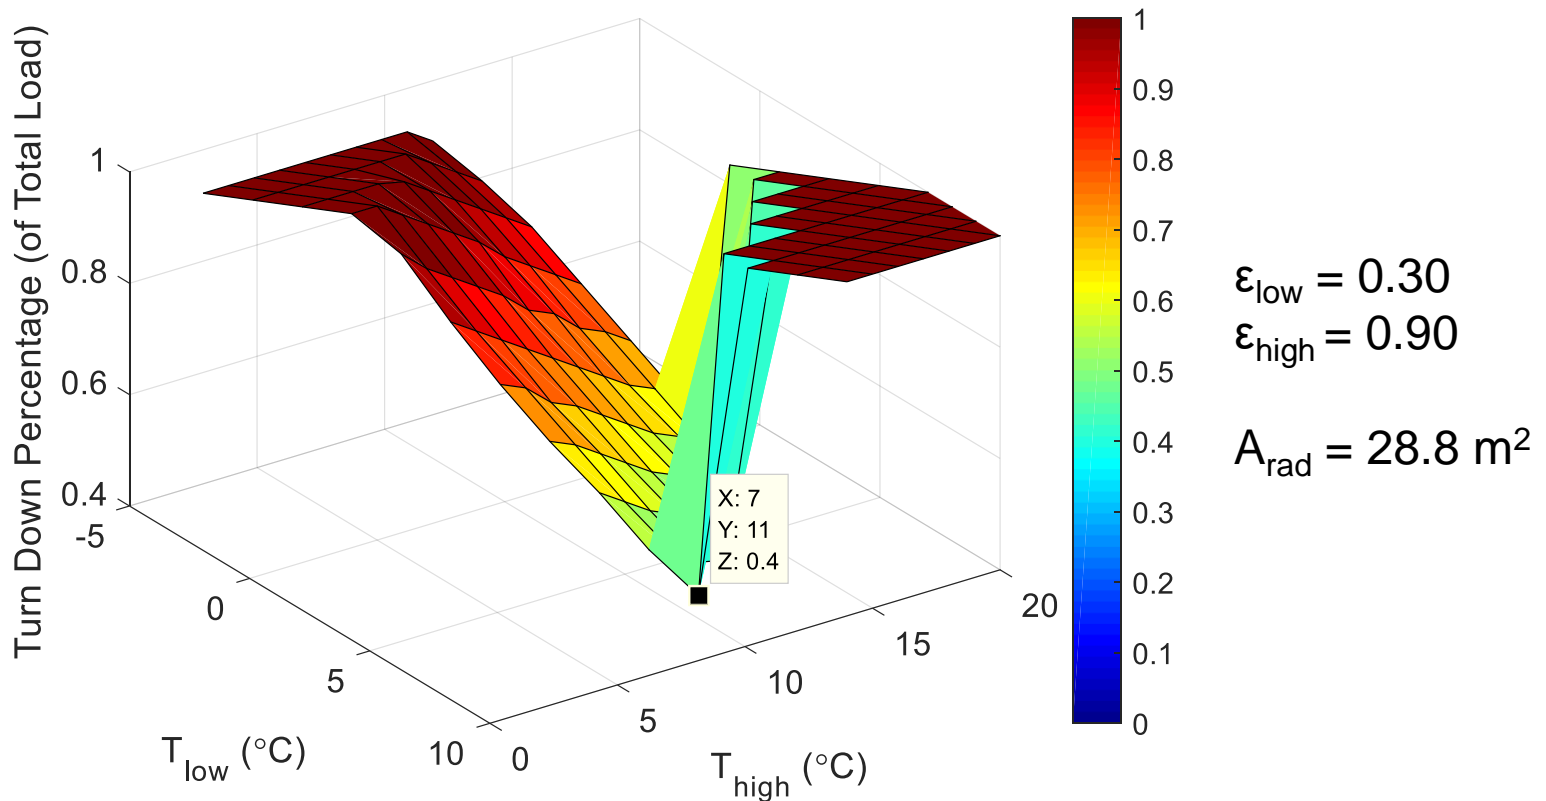 Turn Down Percentage (of Total Load)
1
0.8
0.6
0.4
-5
0
5
10
T_low (°C)
0
5
10
15
20
T_high (°C)
X: 7
Y: 11
Z: 0.4
1
0.9
0.8
0.7
0.6
0.5
0.4
0.3
0.2
0.1
0
ε_low = 0.30
ε_high = 0.90
A_rad = 28.8 m²